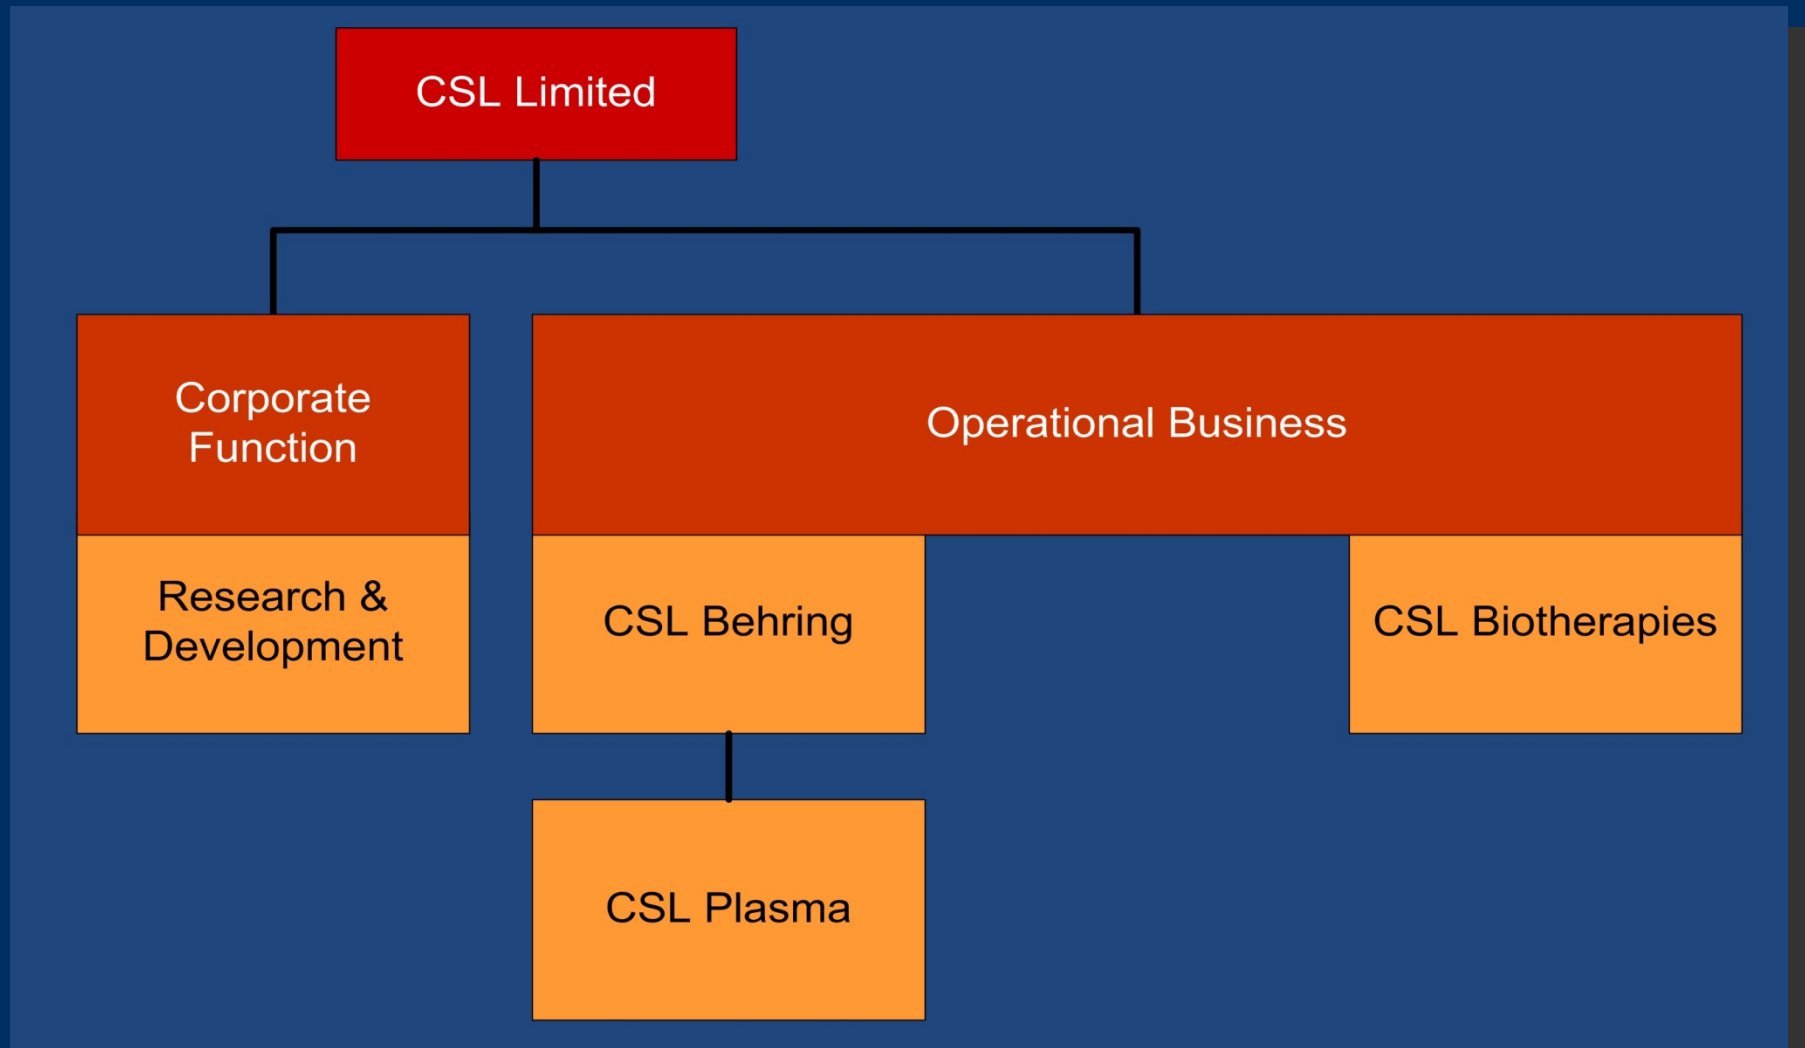 CSL Limited
Corporate
Function
Operational Business
Research &
Development
CSL Behring
CSL Biotherapies
CSL Plasma